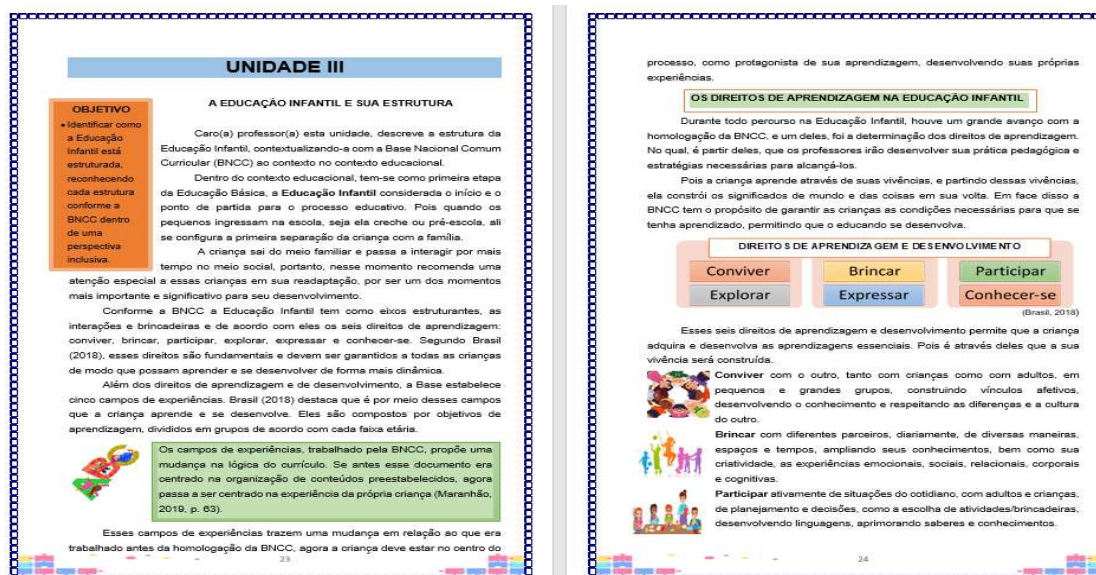 UNIDADE III
OBJETIVO
• Identificar como
a Educação
Infantil está
estruturada,
reconhecendo
cada estrutura
conforme a
BNCC dentro
de uma
perspectiva
inclusiva.
A EDUCAÇÃO INFANTIL E SUA ESTRUTURA
Caro(a) professor(a) esta unidade, descreve a estrutura da
Educação Infantil, contextualizando-a com a Base Nacional Comum
Curricular (BNCC) ao contexto no contexto educacional.
Dentro do contexto educacional, tem-se como primeira etapa
da Educação Básica, a Educação Infantil considerada o início e o
ponto de partida para o processo educativo. Pois quando os
pequenos ingressam na escola, seja ela creche ou pré-escola, ali
se configura a primeira separação da criança com a família.
A criança sai do meio familiar e passa a interagir por mais
tempo no meio social, portanto, nesse momento recomenda uma
atenção especial a essas crianças em sua readaptação, por ser um dos momentos
mais importante e significativo para seu desenvolvimento.
Conforme a BNCC a Educação Infantil tem como eixos estruturantes, as
interações e brincadeiras e de acordo com eles os seis direitos de aprendizagem:
conviver, brincar, participar, explorar, expressar e conhecer-se. Segundo Brasil
(2018), esses direitos são fundamentais e devem ser garantidos a todas as crianças
de modo que possam aprender e se desenvolver de forma mais dinâmica.
Além dos direitos de aprendizagem e de desenvolvimento, a Base estabelece
cinco campos de experiências. Brasil (2018) destaca que é por meio desses campos
que a criança aprende e se desenvolve. Eles são compostos por objetivos de
aprendizagem, divididos em grupos de acordo com cada faixa etária.
ABC
Os campos de experiências, trabalhado pela BNCC, propõe uma
mudança na lógica do currículo. Se antes esse documento era
centrado na organização de conteúdos preestabelecidos, agora
passa a ser centrado na experiência da própria criança (Maranhão,
2019, p. 63).
Esses campos de experiências trazem uma mudança em relação ao que era
trabalhado antes da homologação da BNCC, agora a criança deve estar no centro do
23
processo, como protagonista de sua aprendizagem, desenvolvendo suas próprias
experiências.
OS DIREITOS DE APRENDIZAGEM NA EDUCAÇÃO INFANTIL
Durante todo percurso na Educação Infantil, houve um grande avanço com a
homologação da BNCC, e um deles, foi a determinação dos direitos de aprendizagem.
No qual, é partir deles, que os professores irão desenvolver sua prática pedagógica e
estratégias necessárias para alcançá-los.
Pois a criança aprende através de suas vivências, e partindo dessas vivências,
ela constrói os significados de mundo e das coisas em sua volta. Em face disso a
BNCC tem o propósito de garantir as crianças as condições necessárias para que se
tenha aprendizado, permitindo que o educando se desenvolva.
DIREITOS DE APRENDIZAGEM E DESENVOLVIMENTO
Conviver Brincar Participar
Explorar Expressar Conhecer-se
(Brasil, 2018)
Esses seis direitos de aprendizagem e desenvolvimento permite que a criança
adquira e desenvolva as aprendizagens essenciais. Pois é através deles que a sua
vivência será construída.
Conviver com o outro, tanto com crianças como com adultos, em
pequenos e grandes grupos, construindo vínculos afetivos,
desenvolvendo o conhecimento e respeitando as diferenças e a cultura
do outro.
Brincar com diferentes parceiros, diariamente, de diversas maneiras,
espaços e tempos, ampliando seus conhecimentos, bem como sua
criatividade, as experiências emocionais, sociais, relacionais, corporais
e cognitivas.
Participar ativamente de situações do cotidiano, com adultos e crianças,
de planejamento e decisões, como a escolha de atividades/brincadeiras,
desenvolvendo linguagens, aprimorando saberes e conhecimentos.
24